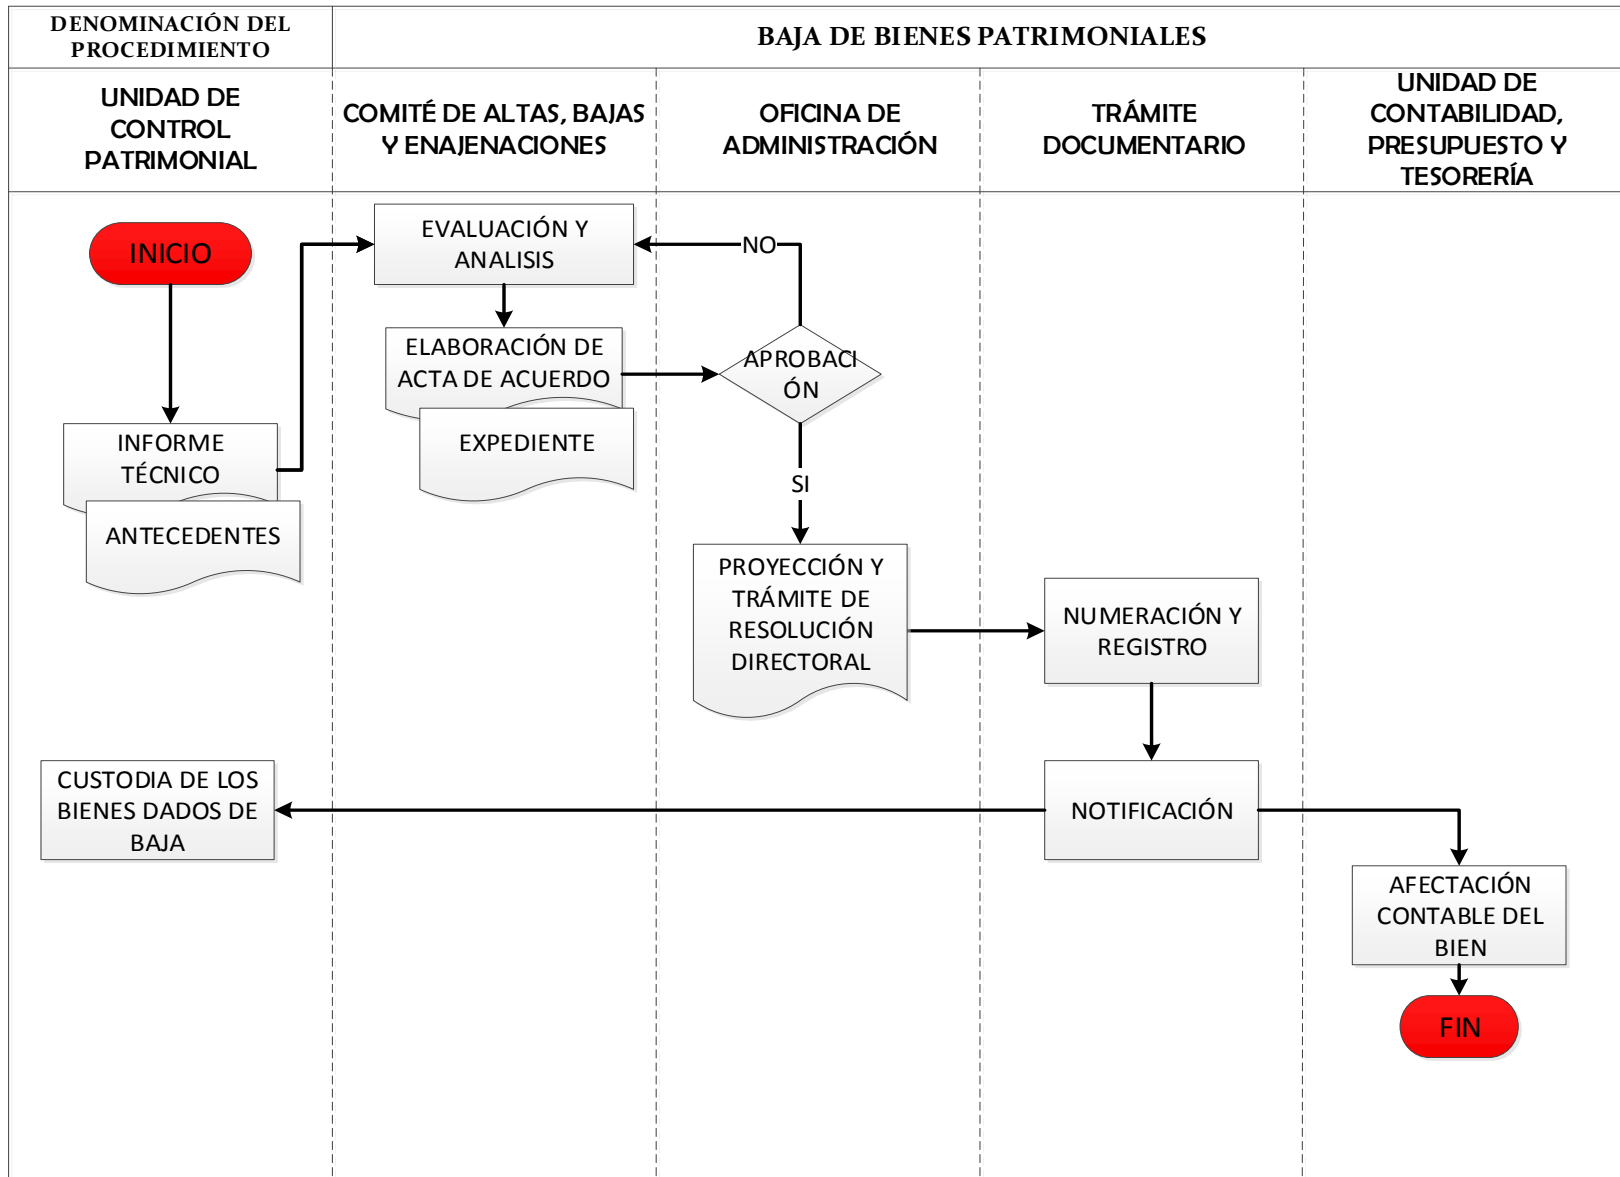 DENOMINACIÓN DEL
PROCEDIMIENTO
BAJA DE BIENES PATRIMONIALES
UNIDAD DE
CONTROL
PATRIMONIAL
COMITÉ DE ALTAS, BAJAS
Y ENAJENACIONES
OFICINA DE
ADMINISTRACIÓN
TRÁMITE
DOCUMENTARIO
UNIDAD DE
CONTABILIDAD,
PRESUPUESTO Y
TESORERÍA
INICIO
EVALUACIÓN Y
ANALISIS
NO
ELABORACIÓN DE
ACTA DE ACUERDO
APROBACI
ÓN
EXPEDIENTE
INFORME
TÉCNICO
ANTECEDENTES
SI
PROYECCIÓN Y
TRÁMITE DE
RESOLUCIÓN
DIRECTORAL
NUMERACIÓN Y
REGISTRO
CUSTODIA DE LOS
BIENES DADOS DE
BAJA
NOTIFICACIÓN
AFECTACIÓN
CONTABLE DEL
BIEN
FIN